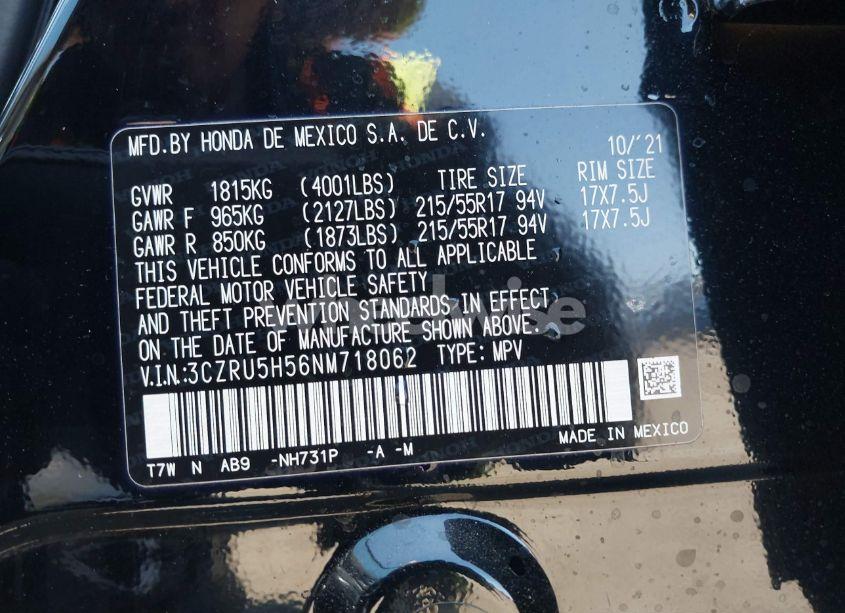 MFD.BY HONDA DE MEXICO S.A. DE C.V. 10/'21
GVWR 1815KG (4001LBS) TIRE SIZE RIM SIZE
GAWR F 965KG (2127LBS) 215/55R17 94V 17X7.5J
GAWR R 850KG (1873LBS) 215/55R17 94V 17X7.5J
THIS VEHICLE CONFORMS TO ALL APPLICABLE
FEDERAL MOTOR VEHICLE SAFETY
AND THEFT PREVENTION STANDARDS IN EFFECT
ON THE DATE OF MANUFACTURE SHOWN ABOVE.
V.I.N.:3CZRU5H56NM718062 TYPE: MPV
T7W N AB9 -NH731P -A -M MADE IN MEXICO